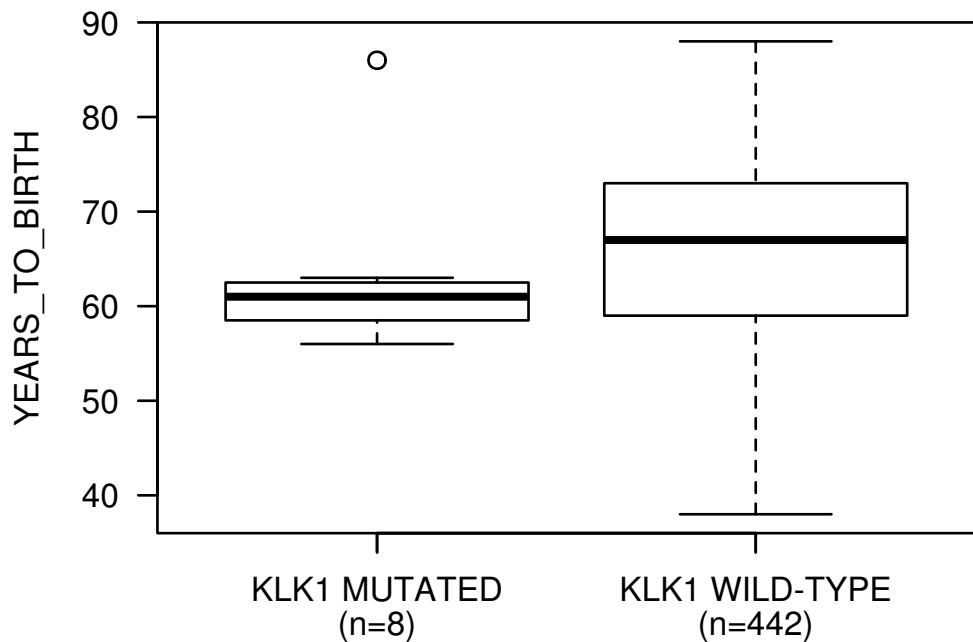 YEARS_TO_BIRTH
90
80
70
60
50
40
KLK1 MUTATED
(n=8)
KLK1 WILD-TYPE
(n=442)